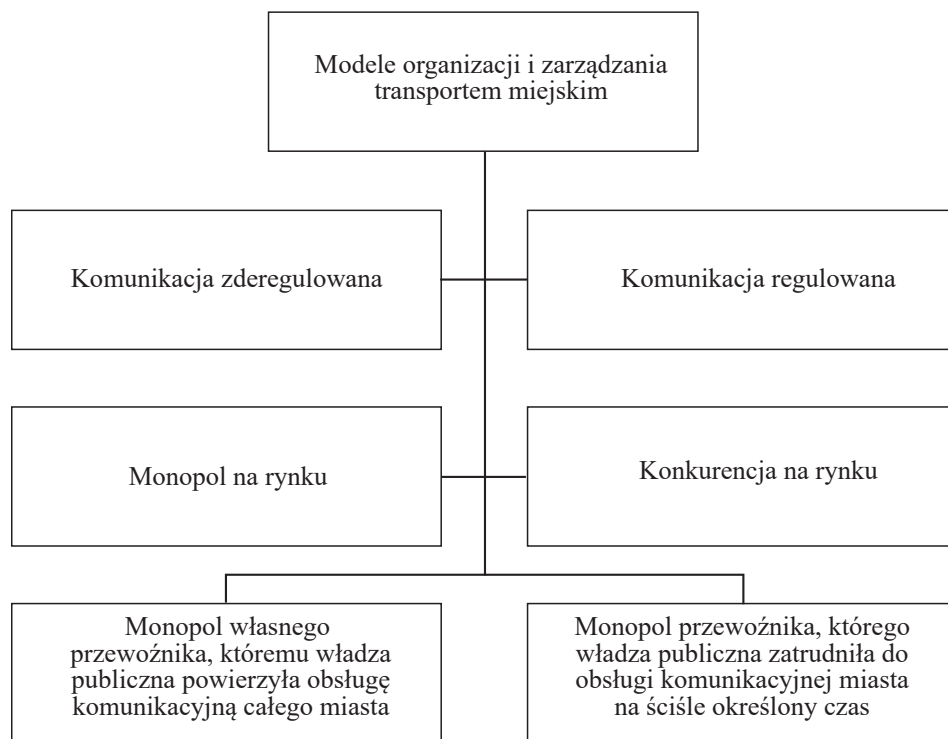 Modele organizacji i zarządzania
transportem miejskim
Komunikacja zderegulowana
Komunikacja regulowana
Monopol na rynku
Konkurencja na rynku
Monopol własnego
przewoźnika, któremu władza
publiczna powierzyła obsługę
komunikacyjną całego miasta
Monopol przewoźnika, którego
władza publiczna zatrudniła do
obsługi komunikacyjnej miasta
na ściśle określony czas